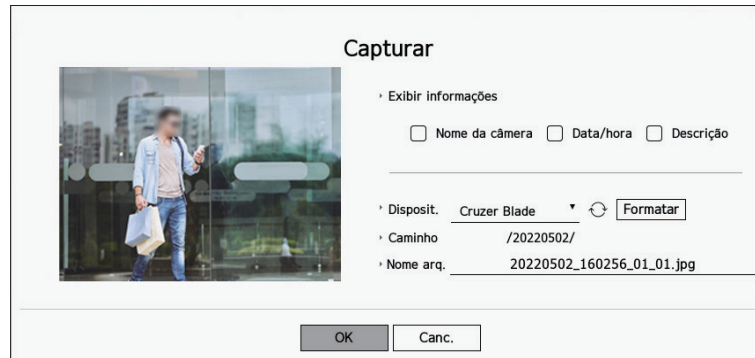 Capturar
Exibir informações
Nome da câmera Data/hora Descrição
Disposit. Cruzer Blade Formatar
Caminho /20220502/
Nome arq. 20220502_160256_01_01.jpg
OK Canc.